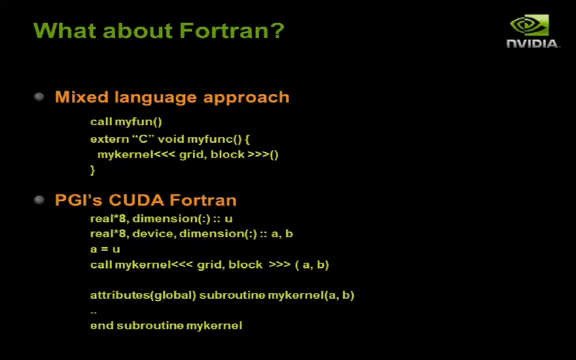 What about Fortran?
NVIDIA.
Mixed language approach
call myfun()
extern “C” void myfunc() {
mykernel<<< grid, block >>>()
}
PGI's CUDA Fortran
real*8, dimension(:) :: u
real*8, device, dimension(:) :: a, b
a = u
call mykernel<<< grid, block >>> ( a, b)
attributes(global) subroutine mykernel(a, b)
..
end subroutine mykernel